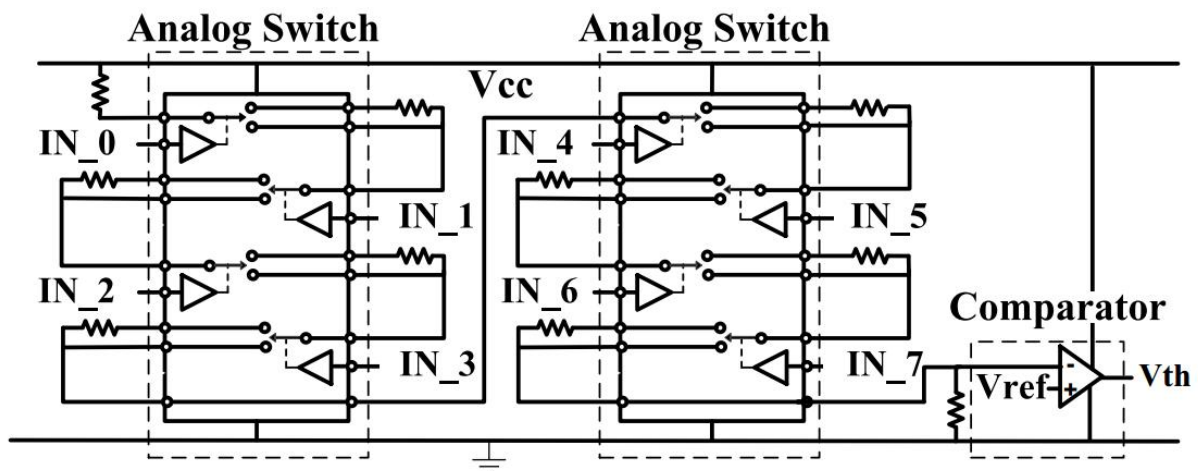 Analog Switch
Analog Switch
Vcc
IN_0
IN_4
IN_1
IN_5
IN_2
IN_6
Comparator
IN_3
IN_7
Vref
-
+
Vth